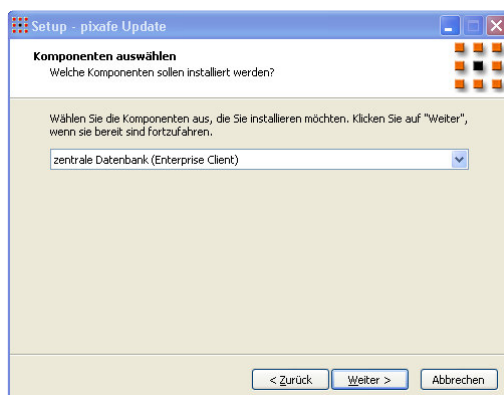 Setup - pixafe Update
Komponenten auswählen
Welche Komponenten sollen installiert werden?
Wählen Sie die Komponenten aus, die Sie installieren möchten. Klicken Sie auf "Weiter",
wenn sie bereit sind fortzufahren.
zentrale Datenbank (Enterprise Client)
< Zurück
Weiter >
Abbrechen